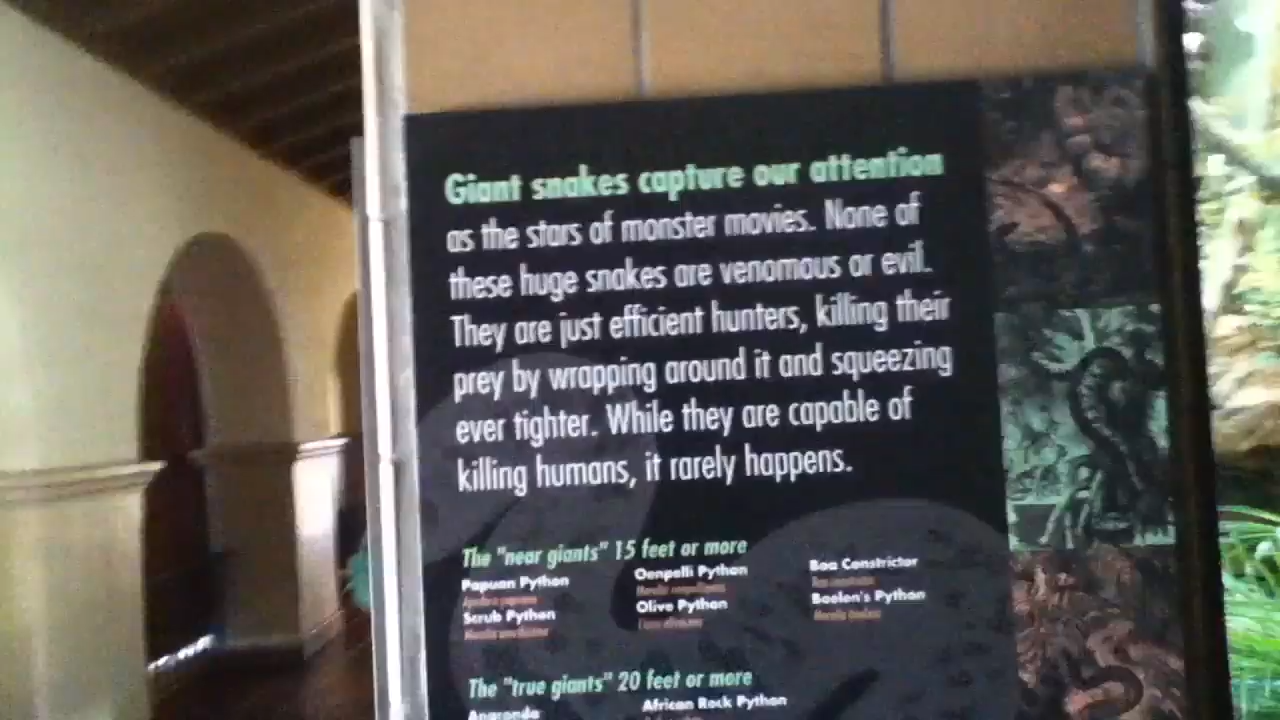 Giant snakes capture our attention
as the stars of monster movies. None of
these huge snakes are venomous or evil.
They are just efficient hunters, killing their
prey by wrapping around it and squeezing
ever tighter. While they are capable of
killing humans, it rarely happens.
The "near giants" 15 feet or more
Papuan Python Oenpelli Python Boa Constrictor
Scrub Python Olive Python Boelen's Python
The "true giants" 20 feet or more
Anaconda African Rock Python